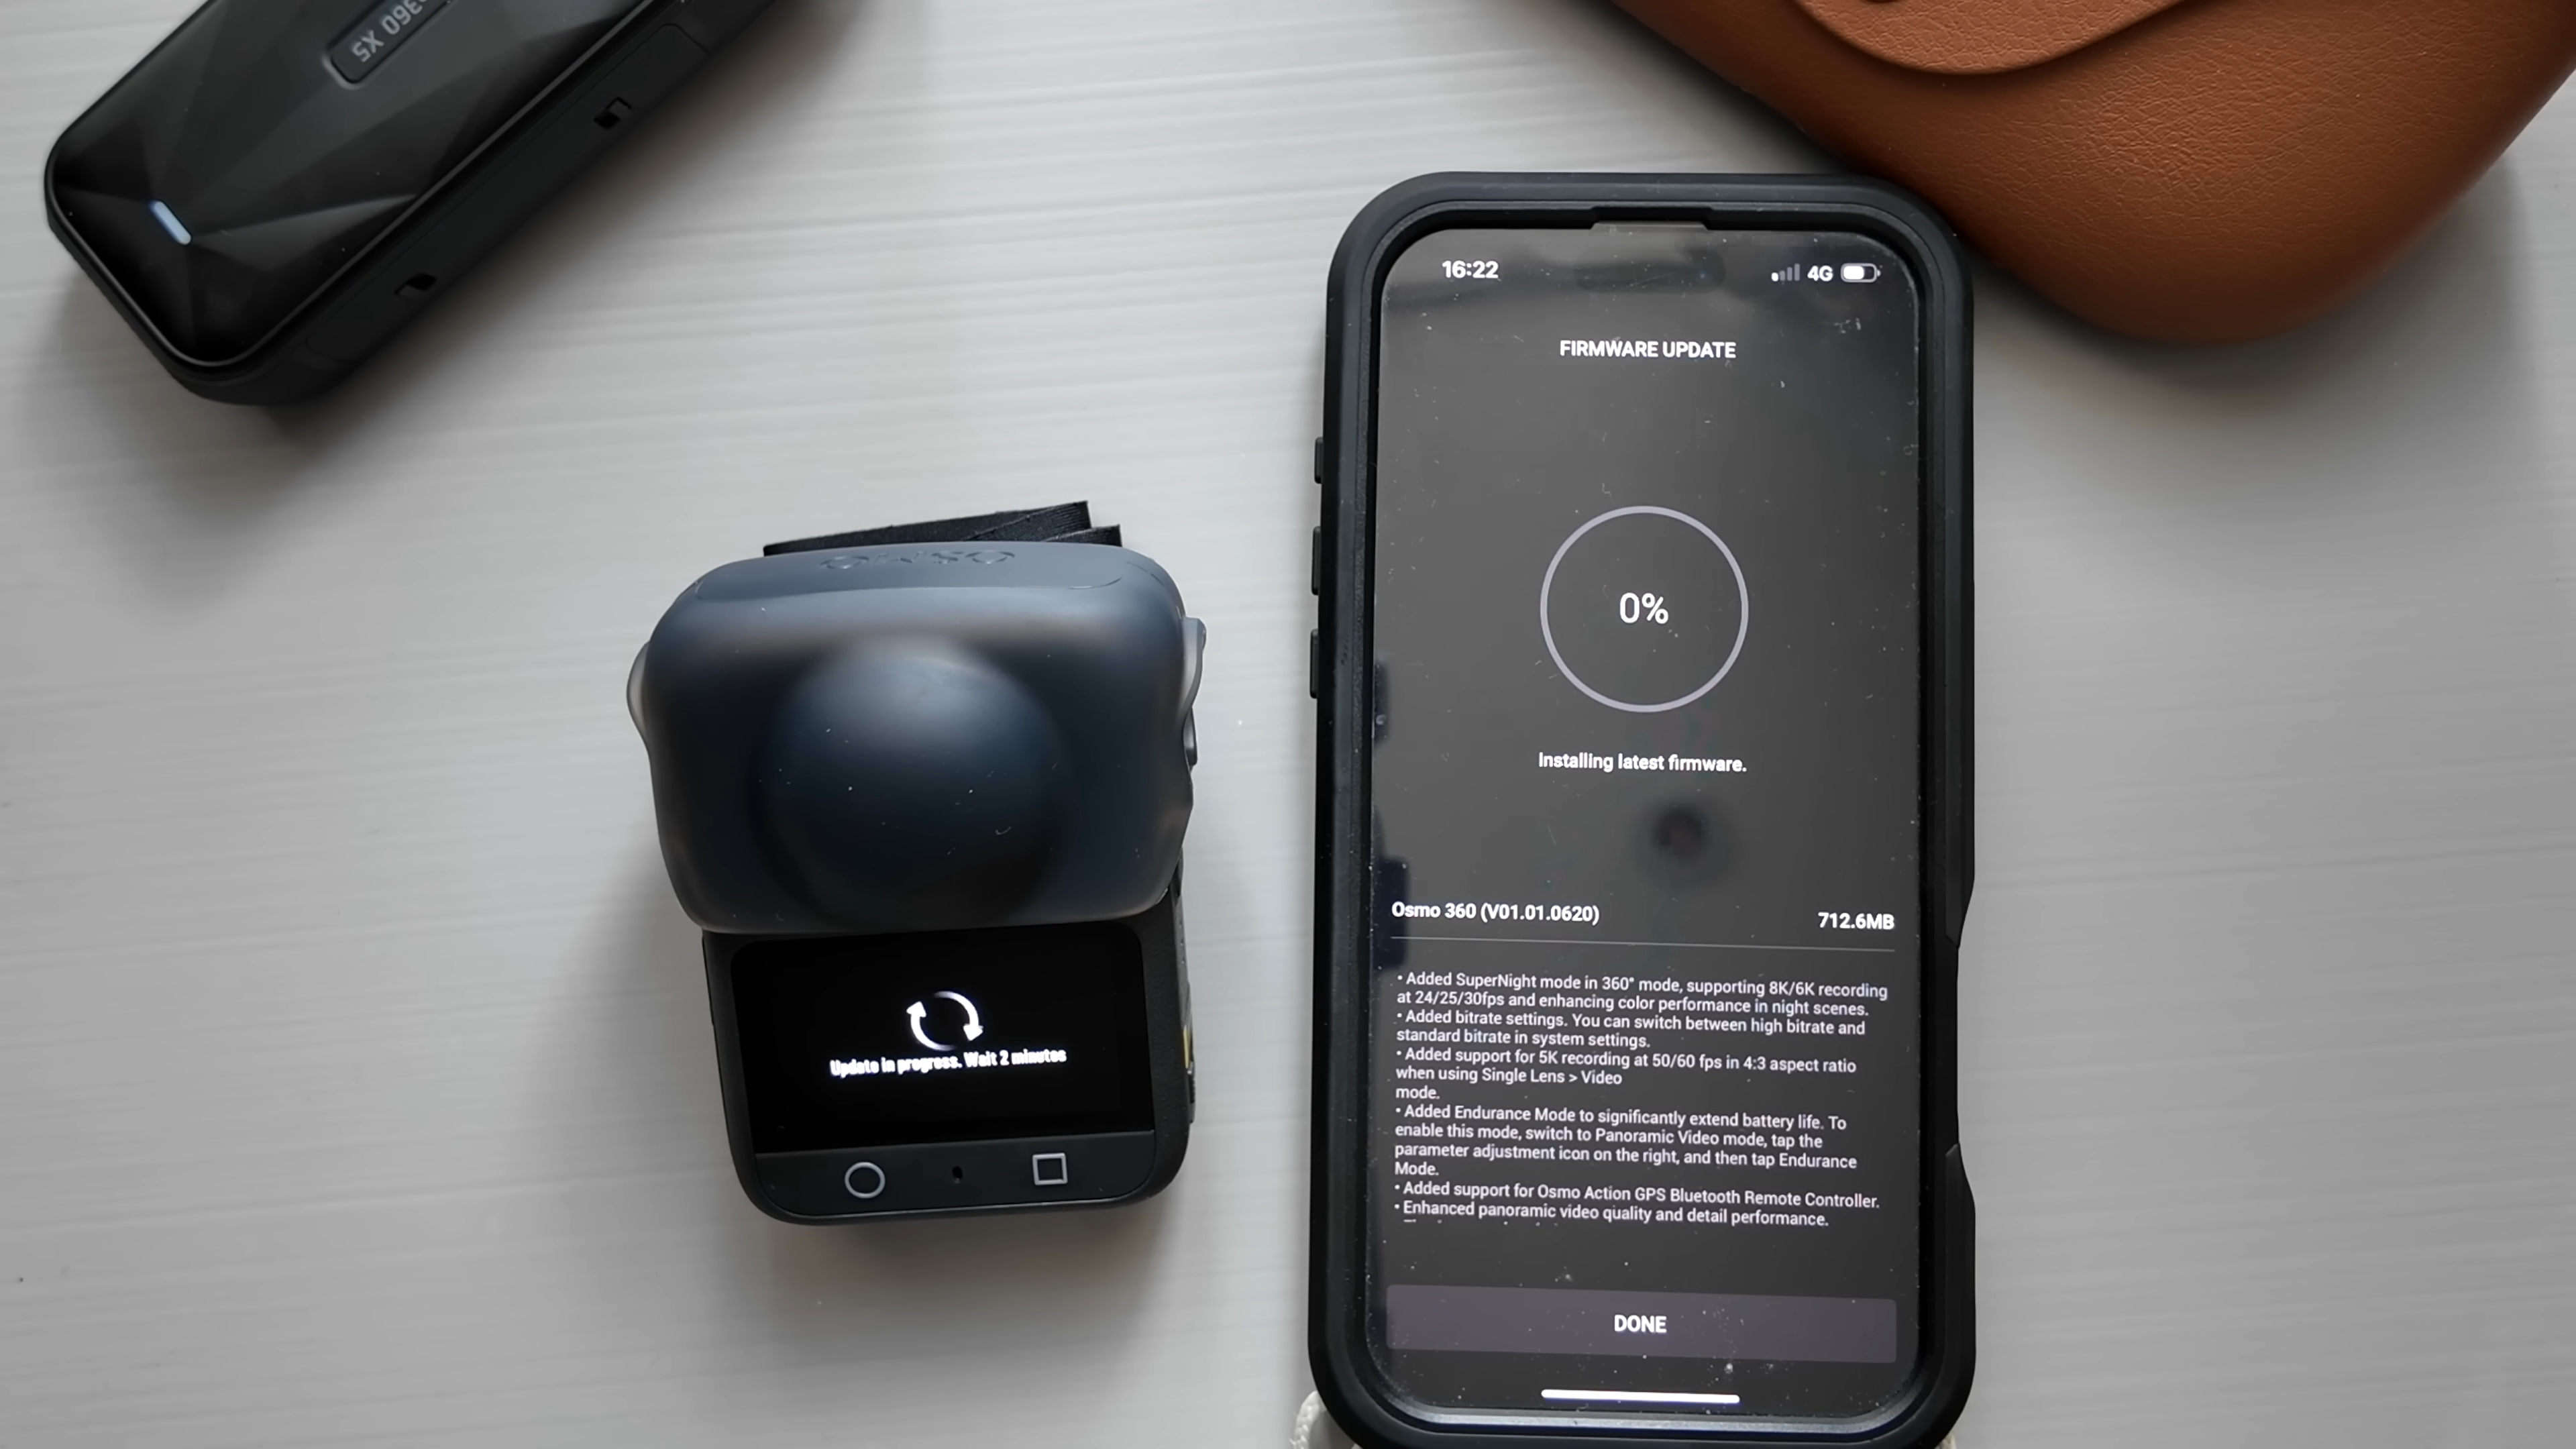 360 X5
16:22
4G
FIRMWARE UPDATE
0%
Installing latest firmware.
OSMO
Osmo 360 (V01.01.0620)
712.6MB
• Added SuperNight mode in 360° mode, supporting 8K/6K recording
at 24/25/30fps and enhancing color performance in night scenes.
• Added bitrate settings. You can switch between high bitrate and
standard bitrate in system settings.
• Added support for 5K recording at 50/60 fps in 4:3 aspect ratio
when using Single Lens > Video
mode.
• Added Endurance Mode to significantly extend battery life. To
enable this mode, switch to Panoramic Video mode, tap the
parameter adjustment icon on the right, and then tap Endurance
Mode.
• Added support for Osmo Action GPS Bluetooth Remote Controller.
• Enhanced panoramic video quality and detail performance.
DONE
Update in progress. Wait 2 minutes